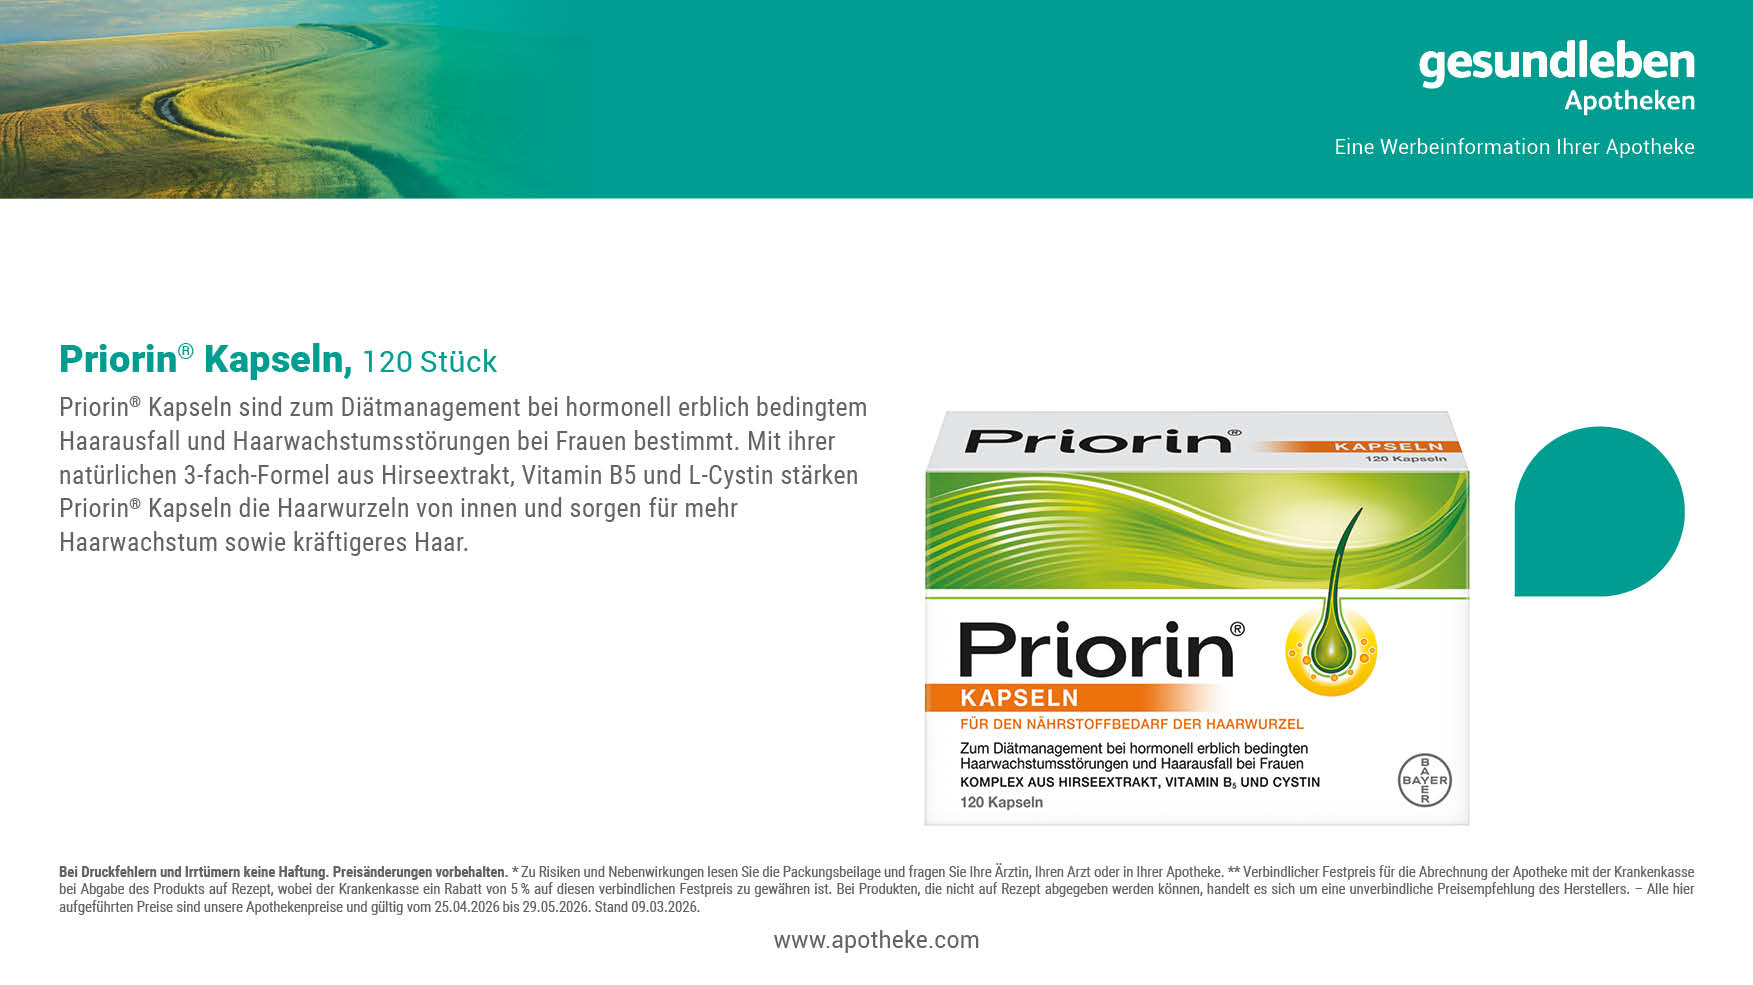 gesundleben
Apotheken
Eine Werbeinformation Ihrer Apotheke
Priorin® Kapseln, 120 Stück
Priorin® Kapseln sind zum Diätmanagement bei hormonell erblich bedingtem
Haarausfall und Haarwachstumsstörungen bei Frauen bestimmt. Mit ihrer
natürlichen 3-fach-Formel aus Hirseextrakt, Vitamin B5 und L-Cystin stärken
Priorin® Kapseln die Haarwurzeln von innen und sorgen für mehr
Haarwachstum sowie kräftigeres Haar.
Priorin®
KAPSELN
120 Kapseln
Priorin®
KAPSELN
FÜR DEN NÄHRSTOFFBEDARF DER HAARWURZEL
Zum Diätmanagement bei hormonell erblich bedingten
Haarwachstumsstörungen und Haarausfall bei Frauen
KOMPLEX AUS HIRSEEXTRAKT, VITAMIN B₅ UND CYSTIN
120 Kapseln
BAYER
BAYER
Bei Druckfehlern und Irrtümern keine Haftung. Preisänderungen vorbehalten. * Zu Risiken und Nebenwirkungen lesen Sie die Packungsbeilage und fragen Sie Ihre Ärztin, Ihren Arzt oder in Ihrer Apotheke. ** Verbindlicher Festpreis für die Abrechnung der Apotheke mit der Krankenkasse
bei Abgabe des Produkts auf Rezept, wobei der Krankenkasse ein Rabatt von 5 % auf diesen verbindlichen Festpreis zu gewähren ist. Bei Produkten, die nicht auf Rezept abgegeben werden können, handelt es sich um eine unverbindliche Preisempfehlung des Herstellers. – Alle hier
aufgeführten Preise sind unsere Apothekenpreise und gültig vom 25.04.2026 bis 29.05.2026. Stand 09.03.2026.
www.apotheke.com